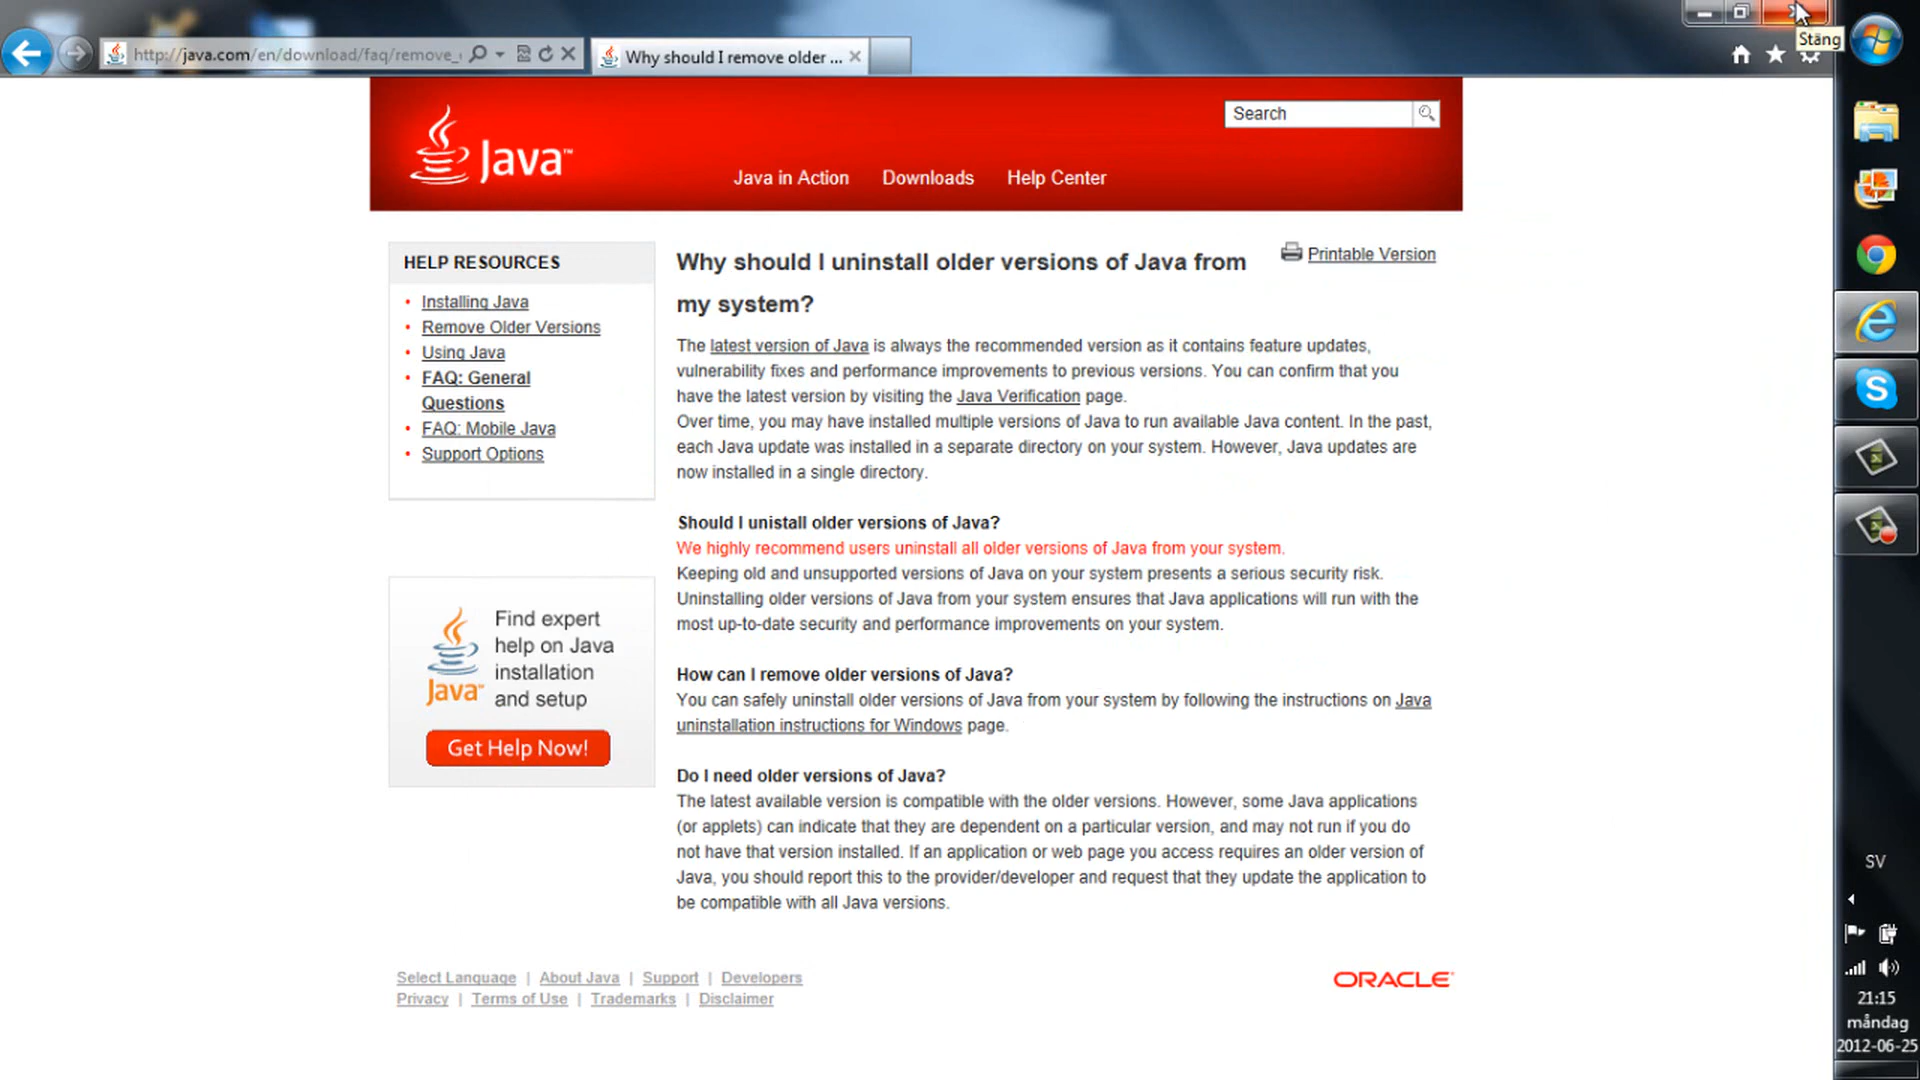 http://java.com/en/download/faq/remove_
Why should I remove older ...
Stäng
Java™
Search
Java in Action
Downloads
Help Center
HELP RESOURCES
Installing Java
Remove Older Versions
Using Java
FAQ: General
Questions
FAQ: Mobile Java
Support Options
Find expert
help on Java
installation
and setup
Java™
Get Help Now!
Why should I uninstall older versions of Java from
my system?
Printable Version
The latest version of Java is always the recommended version as it contains feature updates,
vulnerability fixes and performance improvements to previous versions. You can confirm that you
have the latest version by visiting the Java Verification page.
Over time, you may have installed multiple versions of Java to run available Java content. In the past,
each Java update was installed in a separate directory on your system. However, Java updates are
now installed in a single directory.
Should I unistall older versions of Java?
We highly recommend users uninstall all older versions of Java from your system.
Keeping old and unsupported versions of Java on your system presents a serious security risk.
Uninstalling older versions of Java from your system ensures that Java applications will run with the
most up-to-date security and performance improvements on your system.
How can I remove older versions of Java?
You can safely uninstall older versions of Java from your system by following the instructions on Java
uninstallation instructions for Windows page.
Do I need older versions of Java?
The latest available version is compatible with the older versions. However, some Java applications
(or applets) can indicate that they are dependent on a particular version, and may not run if you do
not have that version installed. If an application or web page you access requires an older version of
Java, you should report this to the provider/developer and request that they update the application to
be compatible with all Java versions.
Select Language | About Java | Support | Developers
Privacy | Terms of Use | Trademarks | Disclaimer
ORACLE
SV
21:15
måndag
2012-06-25